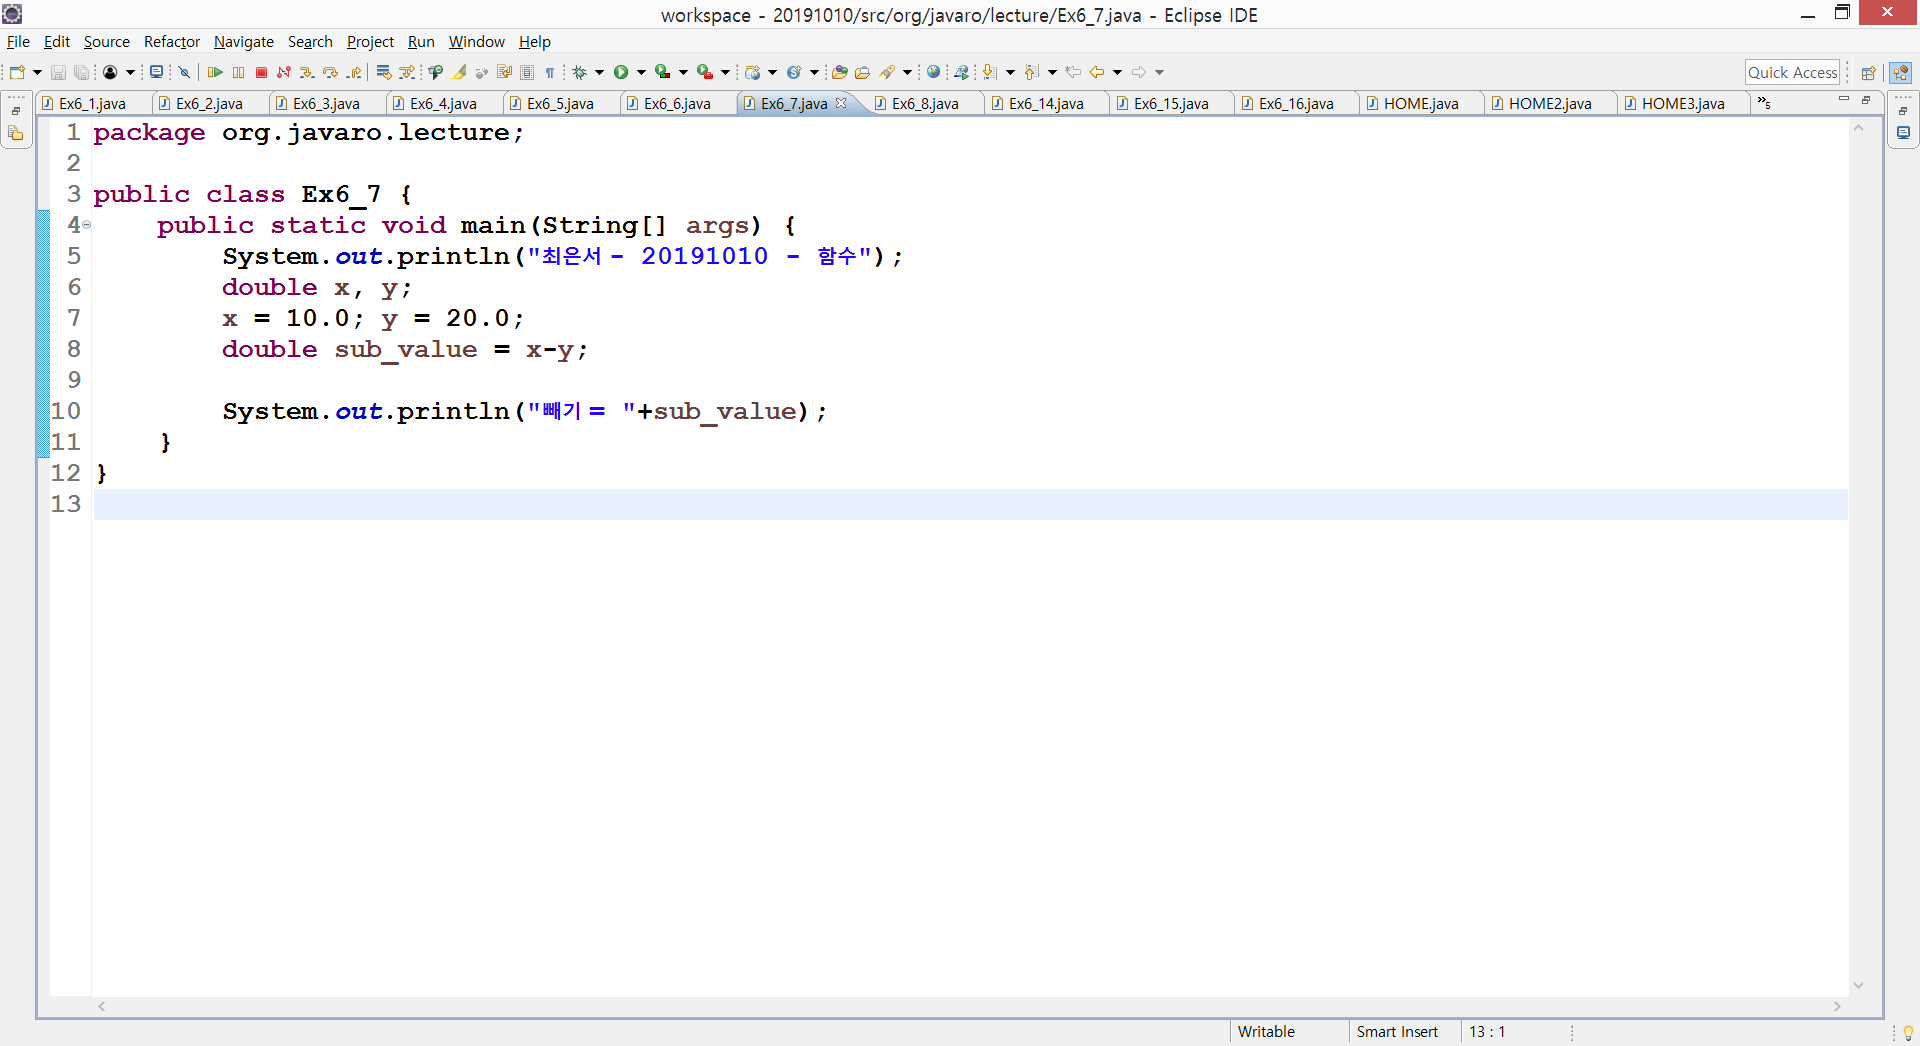 workspace - 20191010/src/org/javaro/lecture/Ex6_7.java - Eclipse IDE
File Edit Source Refactor Navigate Search Project Run Window Help
Quick Access
Ex6_1.java Ex6_2.java Ex6_3.java Ex6_4.java Ex6_5.java Ex6_6.java Ex6_7.java Ex6_8.java Ex6_14.java Ex6_15.java Ex6_16.java HOME.java HOME2.java HOME3.java »5
1 package org.javaro.lecture;
2
3 public class Ex6_7 {
4 public static void main(String[] args) {
5 System.out.println("최은서 - 20191010 - 함수");
6 double x, y;
7 x = 10.0; y = 20.0;
8 double sub_value = x-y;
9
10 System.out.println("빼기 = "+sub_value);
11 }
12 }
13
Writable Smart Insert 13 : 1